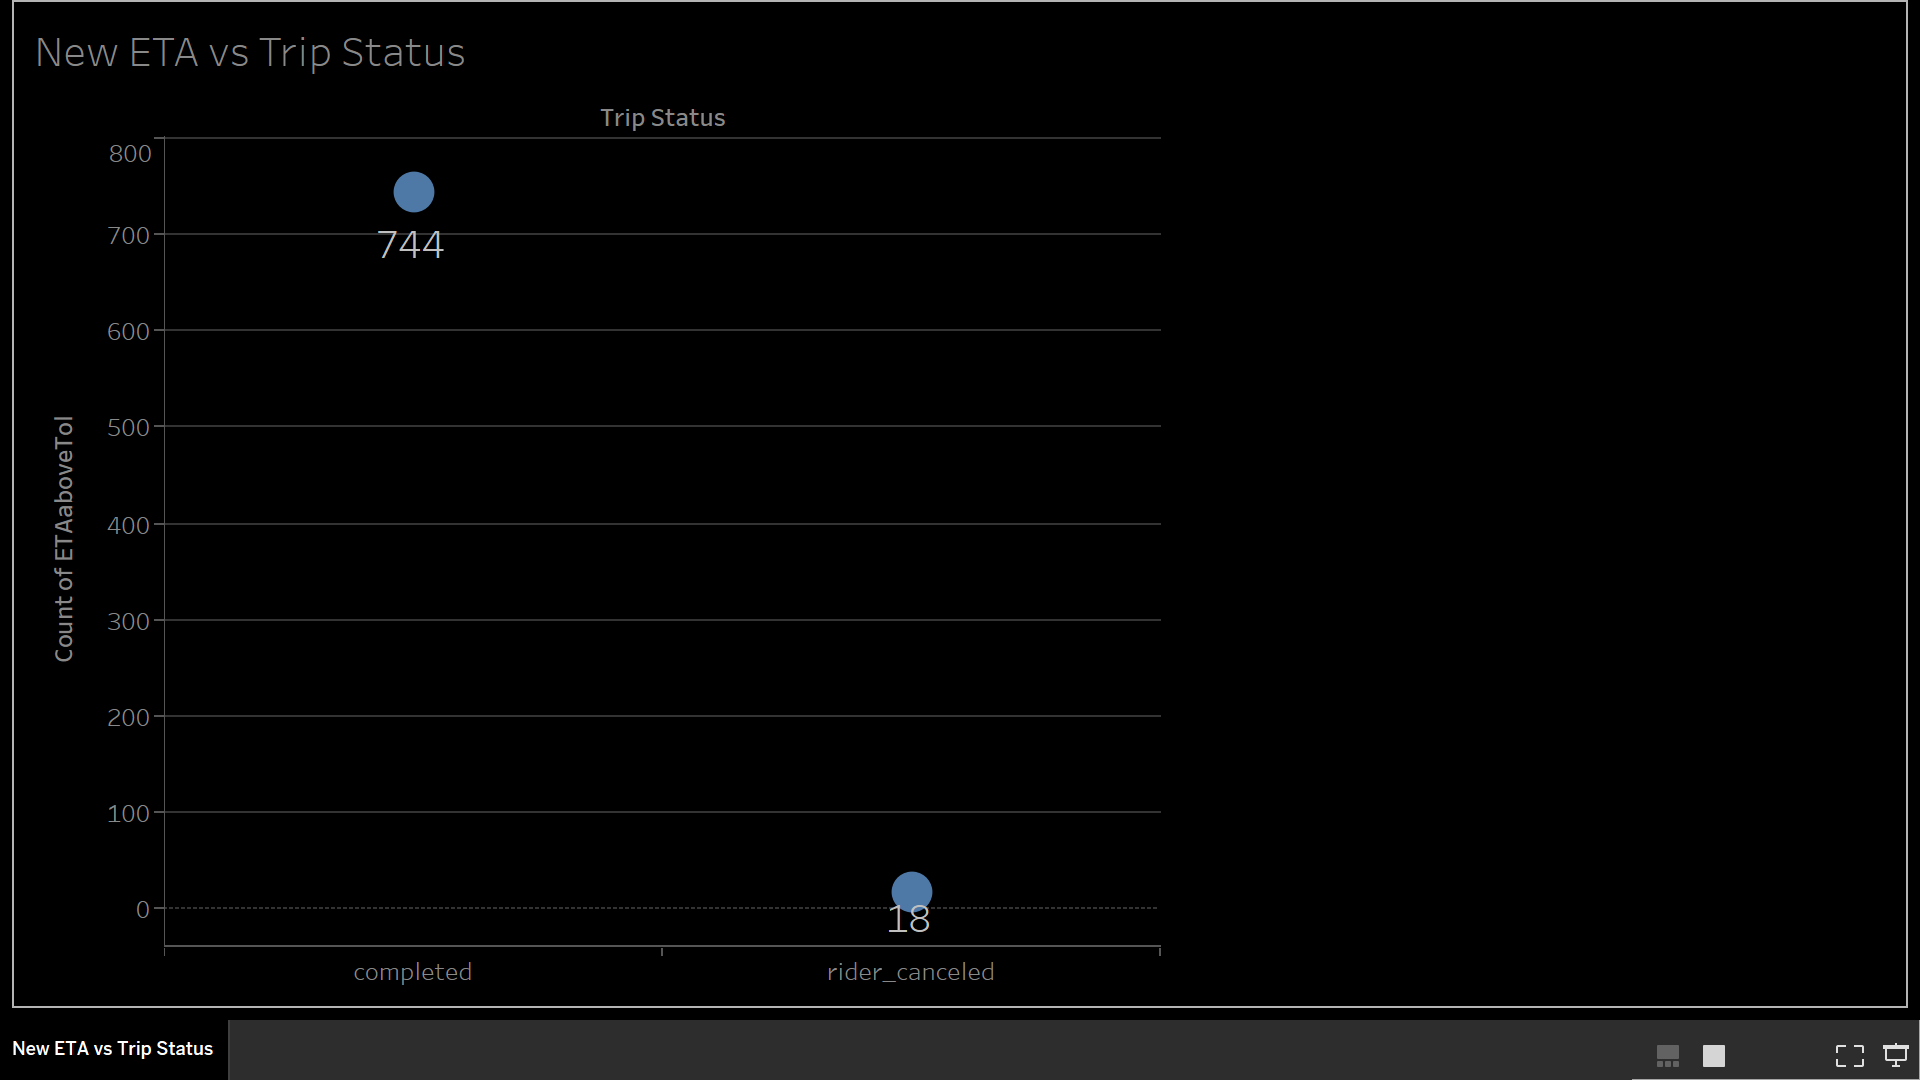 New ETA vs Trip Status
Trip Status
800
744
700
600
500
400
300
200
100
0
18
Count of ETAaboveTol
completed
rider_canceled
New ETA vs Trip Status